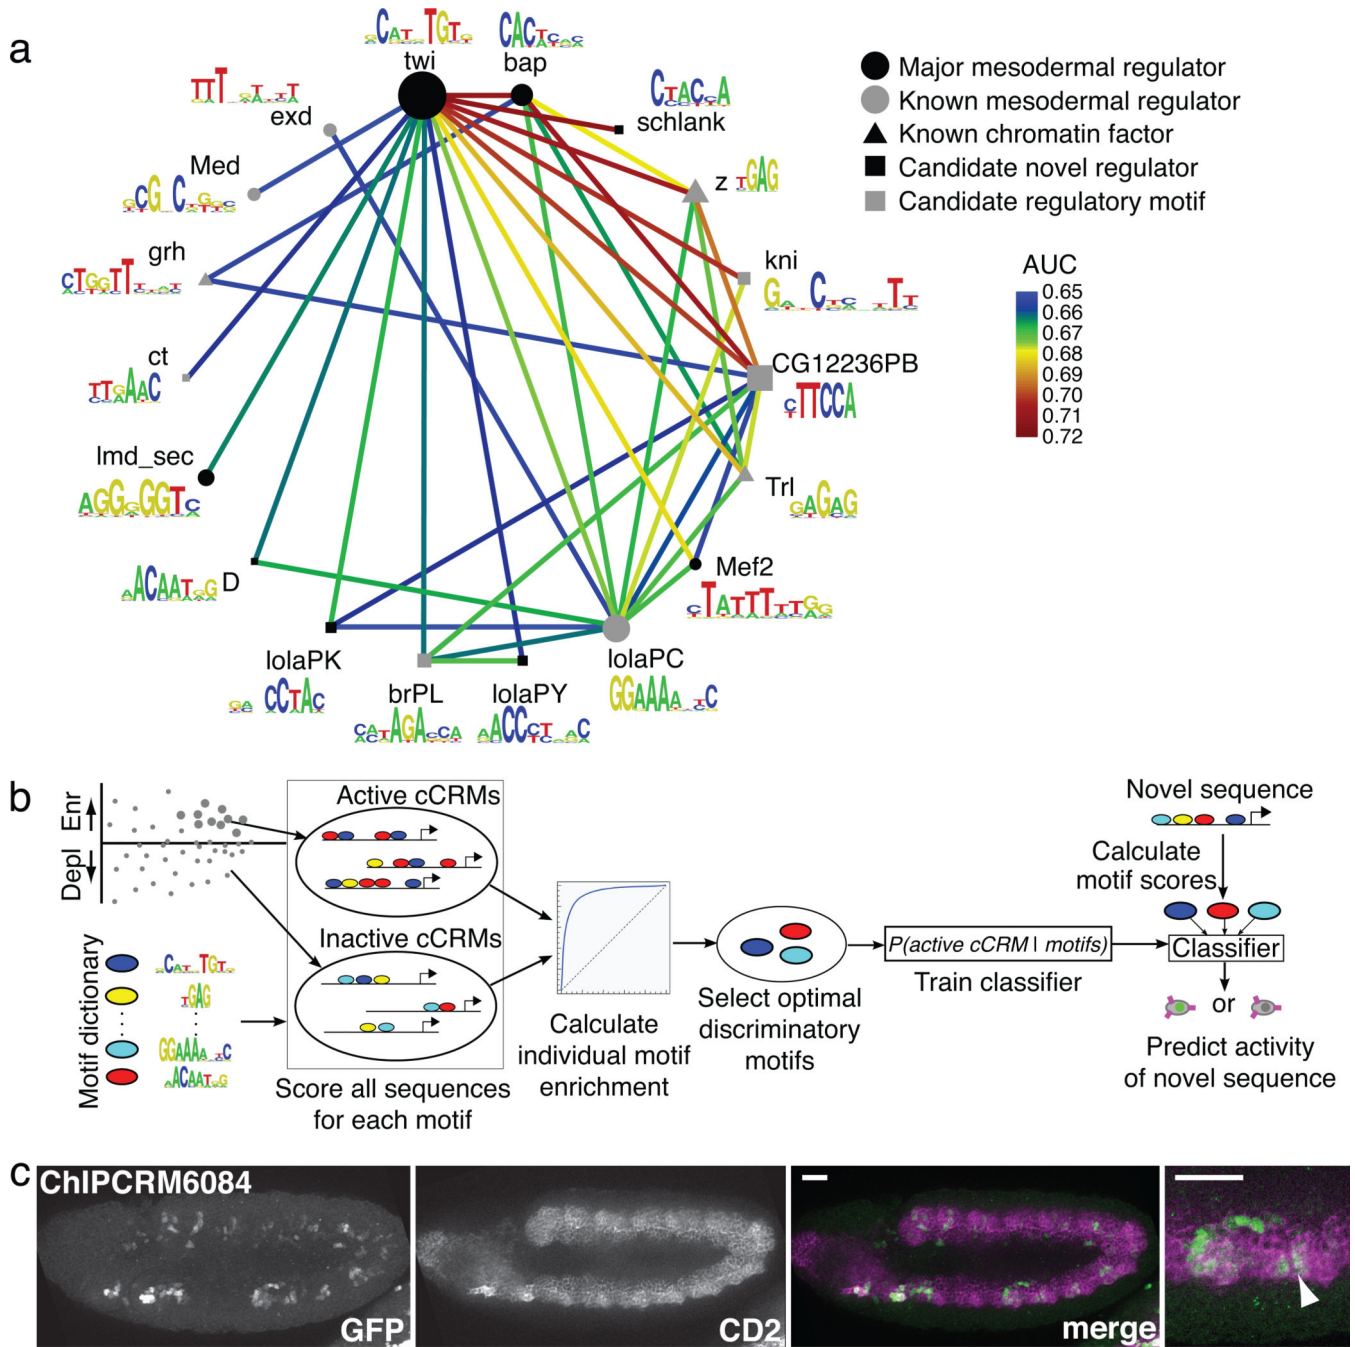 a
twi
bap
exd
schlank
Med
z
grh
kni
ct
CG12236PB
lmd_sec
Trl
D
Mef2
lolaPK
lolaPC
brPL
lolaPY
Major mesodermal regulator
Known mesodermal regulator
Known chromatin factor
Candidate novel regulator
Candidate regulatory motif
AUC
0.65
0.66
0.67
0.68
0.69
0.70
0.71
0.72
b
Enr
Depl
Motif dictionary
Active cCRMs
Inactive cCRMs
Score all sequences
for each motif
Calculate
individual motif
enrichment
Select optimal
discriminatory
motifs
P(active cCRM | motifs)
Train classifier
Novel sequence
Calculate
motif scores
Classifier
or
Predict activity
of novel sequence
c
ChIPCRM6084
GFP
CD2
merge